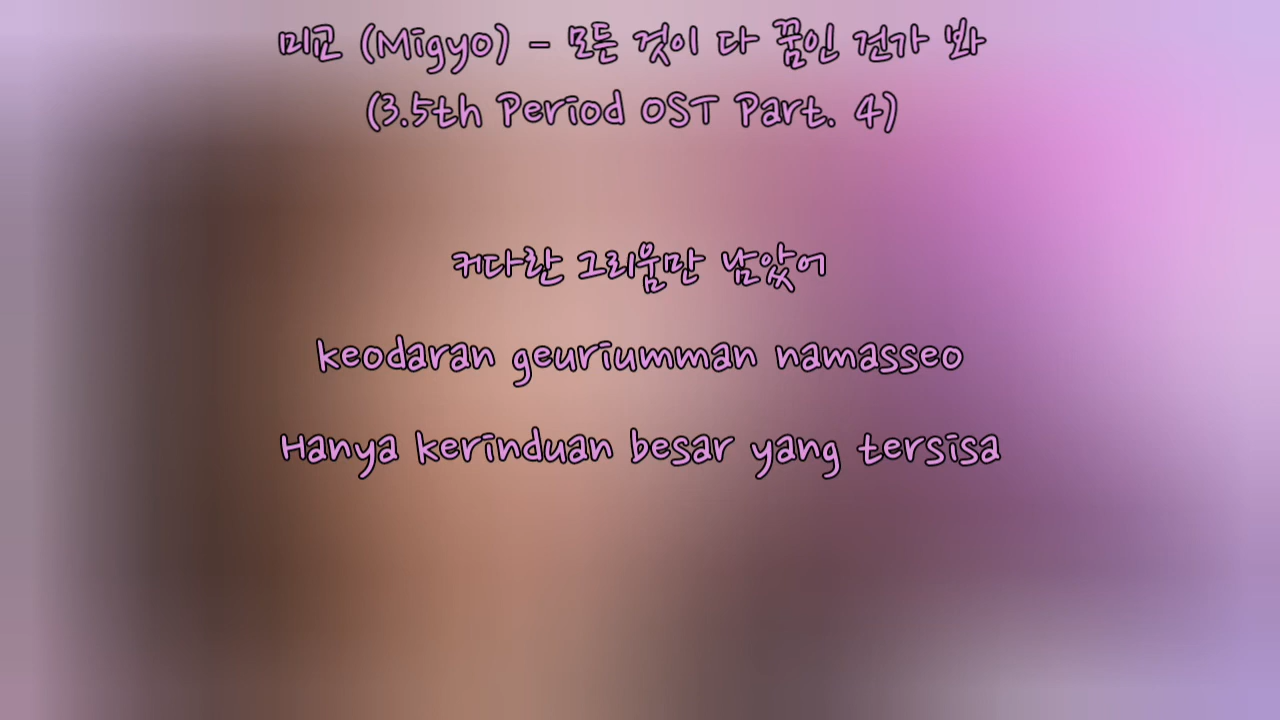 미교 (Migyo) - 모든 것이 다 꿈인 건가 봐
(3.5th Period OST Part. 4)
커다란 그리움만 남았어
keodaran geuriumman namasseo
Hanya kerinduan besar yang tersisa